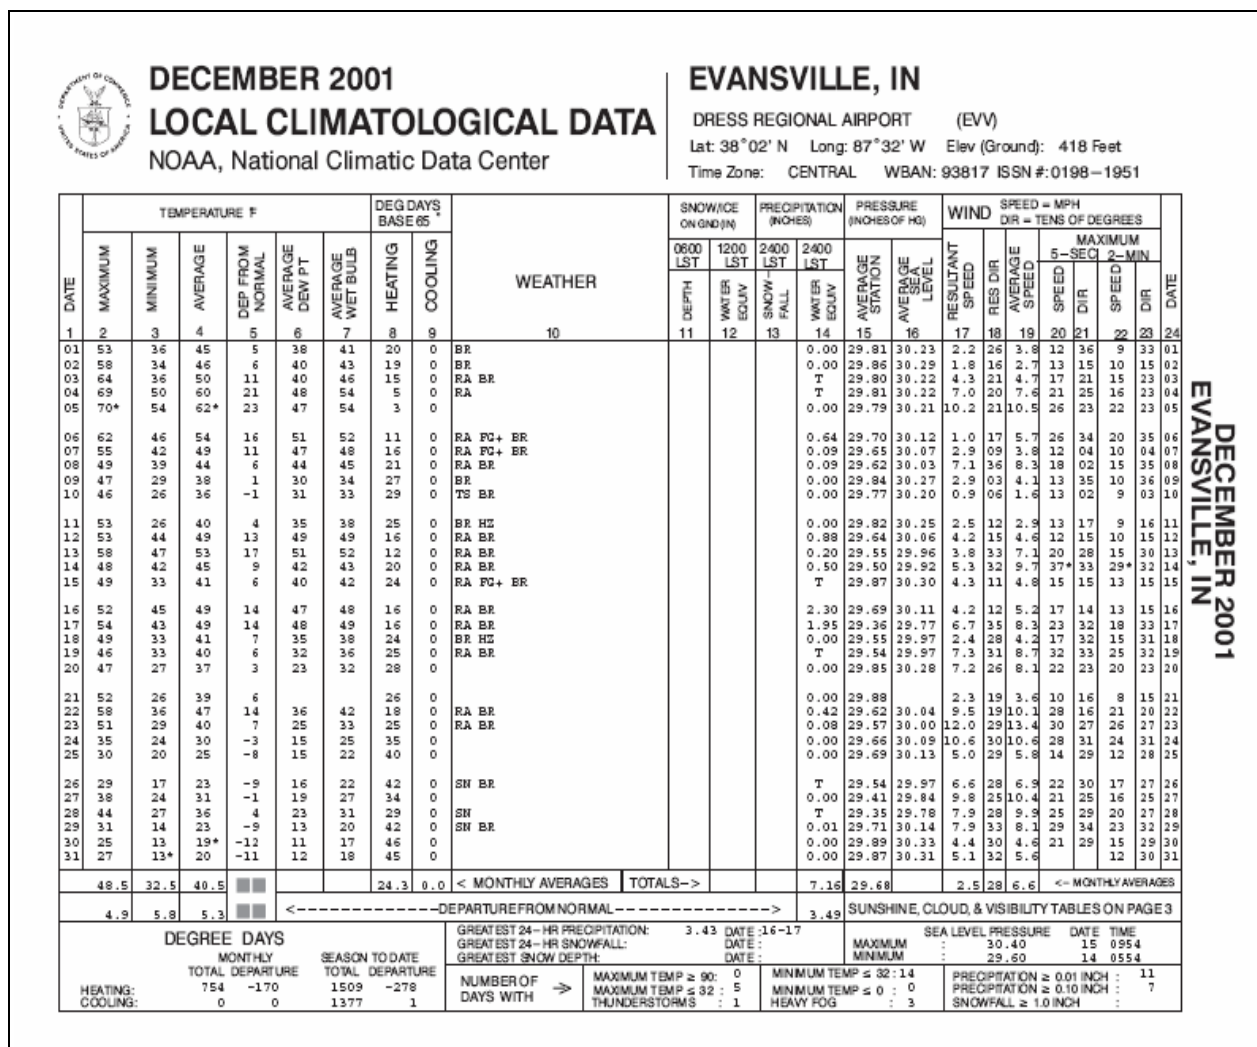 DECEMBER 2001
LOCAL CLIMATOLOGICAL DATA
NOAA, National Climatic Data Center
EVANSVILLE, IN
DRESS REGIONAL AIRPORT (EVV)
Lat: 38°02' N Long: 87°32' W Elev (Ground): 418 Feet
Time Zone: CENTRAL WBAN: 93817 ISSN #:0198-1951
TEMPERATURE °F
DEG DAYS BASE 65°
SNOW/ICE ON GND(IN)
PRECIPITATION (INCHES)
PRESSURE (INCHES OF HG)
WIND SPEED = MPH
DIR = TENS OF DEGREES
0600 LST 1200 LST 2400 LST 2400 LST
MAXIMUM
5-SEC 2-MIN
DATE MAXIMUM MINIMUM AVERAGE DEP FROM NORMAL AVERAGE DEW PT AVERAGE WET BULB HEATING COOLING WEATHER DEPTH WATER EQUIV SNOW-FALL WATER EQUIV AVERAGE STATION AVERAGE SEA LEVEL RESULTANT SPEED RES DIR AVERAGE SPEED SPEED DIR SPEED DIR DATE
1 2 3 4 5 6 7 8 9 10 11 12 13 14 15 16 17 18 19 20 21 22 23 24
01 53 36 45 5 38 41 20 0 BR 0.00 29.81 30.23 2.2 26 3.8 12 36 9 33 01
02 58 34 46 6 40 43 19 0 BR 0.00 29.86 30.29 1.8 16 2.7 13 15 10 15 02
03 64 36 50 11 40 46 15 0 RA BR T 29.80 30.22 4.3 21 4.7 17 21 15 23 03
04 69 50 60 21 48 54 5 0 RA T 29.81 30.22 7.0 20 7.6 21 25 16 23 04
05 70* 54 62* 23 47 54 3 0 0.00 29.79 30.21 10.2 21 10.5 26 23 22 23 05
06 62 46 54 16 51 52 11 0 RA FG+ BR 0.64 29.70 30.12 1.0 17 5.7 26 34 20 35 06
07 55 42 49 11 47 48 16 0 RA FG+ BR 0.09 29.65 30.07 2.9 09 3.8 12 04 10 04 07
08 49 39 44 6 44 45 21 0 RA BR 0.09 29.62 30.03 7.1 36 8.3 18 02 15 35 08
09 47 29 38 1 30 34 27 0 BR 0.00 29.84 30.27 2.9 03 4.1 13 35 10 36 09
10 46 26 36 -1 31 33 29 0 TS BR 0.00 29.77 30.20 0.9 06 1.6 13 02 9 03 10
11 53 26 40 4 35 38 25 0 BR HZ 0.00 29.82 30.25 2.5 12 2.9 13 17 9 16 11
12 53 44 49 13 49 49 16 0 RA BR 0.88 29.64 30.06 4.2 15 4.6 12 15 10 15 12
13 58 47 53 17 51 52 12 0 RA BR 0.20 29.55 29.96 3.8 33 7.1 20 28 15 30 13
14 48 42 45 9 42 43 20 0 RA BR 0.50 29.50 29.92 5.3 32 9.7 37* 33 29* 32 14
15 49 33 41 6 40 42 24 0 RA FG+ BR T 29.87 30.30 4.3 11 4.8 15 15 13 15 15
16 52 45 49 14 47 48 16 0 RA BR 2.30 29.69 30.11 4.2 12 5.2 17 14 13 15 16
17 54 43 49 14 48 49 16 0 RA BR 1.95 29.36 29.77 6.7 35 8.3 23 32 18 33 17
18 49 33 41 7 35 38 24 0 BR HZ 0.00 29.55 29.97 2.4 28 4.2 17 32 15 31 18
19 46 33 40 6 32 36 25 0 RA BR T 29.54 29.97 7.3 31 8.7 32 33 25 32 19
20 47 27 37 3 23 32 28 0 0.00 29.85 30.28 7.2 26 8.1 22 23 20 23 20
21 52 26 39 6 26 0 0.00 29.88 2.3 19 3.6 10 16 8 15 21
22 58 36 47 14 36 42 18 0 RA BR 0.42 29.62 30.04 9.5 19 10.1 28 16 21 20 22
23 51 29 40 7 25 33 25 0 RA BR 0.08 29.57 30.00 12.0 29 13.4 30 27 26 27 23
24 35 24 30 -3 15 25 35 0 0.00 29.66 30.09 10.6 30 10.6 28 31 24 31 24
25 30 20 25 -8 15 22 40 0 0.00 29.69 30.13 5.0 29 5.8 14 29 12 28 25
26 29 17 23 -9 16 22 42 0 SN BR T 29.54 29.97 6.6 28 6.9 22 30 17 27 26
27 38 24 31 -1 19 27 34 0 0.00 29.41 29.84 9.8 25 10.4 21 25 16 25 27
28 44 27 36 4 23 31 29 0 SN T 29.35 29.78 7.9 28 9.9 25 29 20 27 28
29 31 14 23 -9 13 20 42 0 SN BR 0.01 29.71 30.14 7.9 33 8.1 29 34 23 32 29
30 25 13 19* -12 11 17 46 0 0.00 29.89 30.33 4.4 30 4.6 21 29 15 29 30
31 27 13* 20 -11 12 18 45 0 0.00 29.87 30.31 5.1 32 5.6 12 30 31
48.5 32.5 40.5 24.3 0.0 < MONTHLY AVERAGES TOTALS-> 7.16 29.68 2.5 28 6.6 <- MONTHLY AVERAGES
4.9 5.8 5.3 <---------------DEPARTURE FROM NORMAL---------------> 3.49 SUNSHINE, CLOUD, & VISIBILITY TABLES ON PAGE 3
DEGREE DAYS
MONTHLY SEASON TO DATE
TOTAL DEPARTURE TOTAL DEPARTURE
HEATING: 754 -170 1509 -278
COOLING: 0 0 1377 1
GREATEST 24-HR PRECIPITATION: 3.43 DATE :16-17
GREATEST 24-HR SNOWFALL: DATE :
GREATEST SNOW DEPTH: DATE :
SEA LEVEL PRESSURE DATE TIME
MAXIMUM : 30.40 15 0954
MINIMUM : 29.60 14 0554
NUMBER OF DAYS WITH ->
MAXIMUM TEMP ≥ 90: 0
MAXIMUM TEMP ≤ 32 : 5
THUNDERSTORMS : 1
MINIMUM TEMP ≤ 32 :14
MINIMUM TEMP ≤ 0 : 0
HEAVY FOG : 3
PRECIPITATION ≥ 0.01 INCH : 11
PRECIPITATION ≥ 0.10 INCH : 7
SNOWFALL ≥ 1.0 INCH :
DECEMBER 2001
EVANSVILLE, IN
DEPARTMENT OF COMMERCE
UNITED STATES OF AMERICA